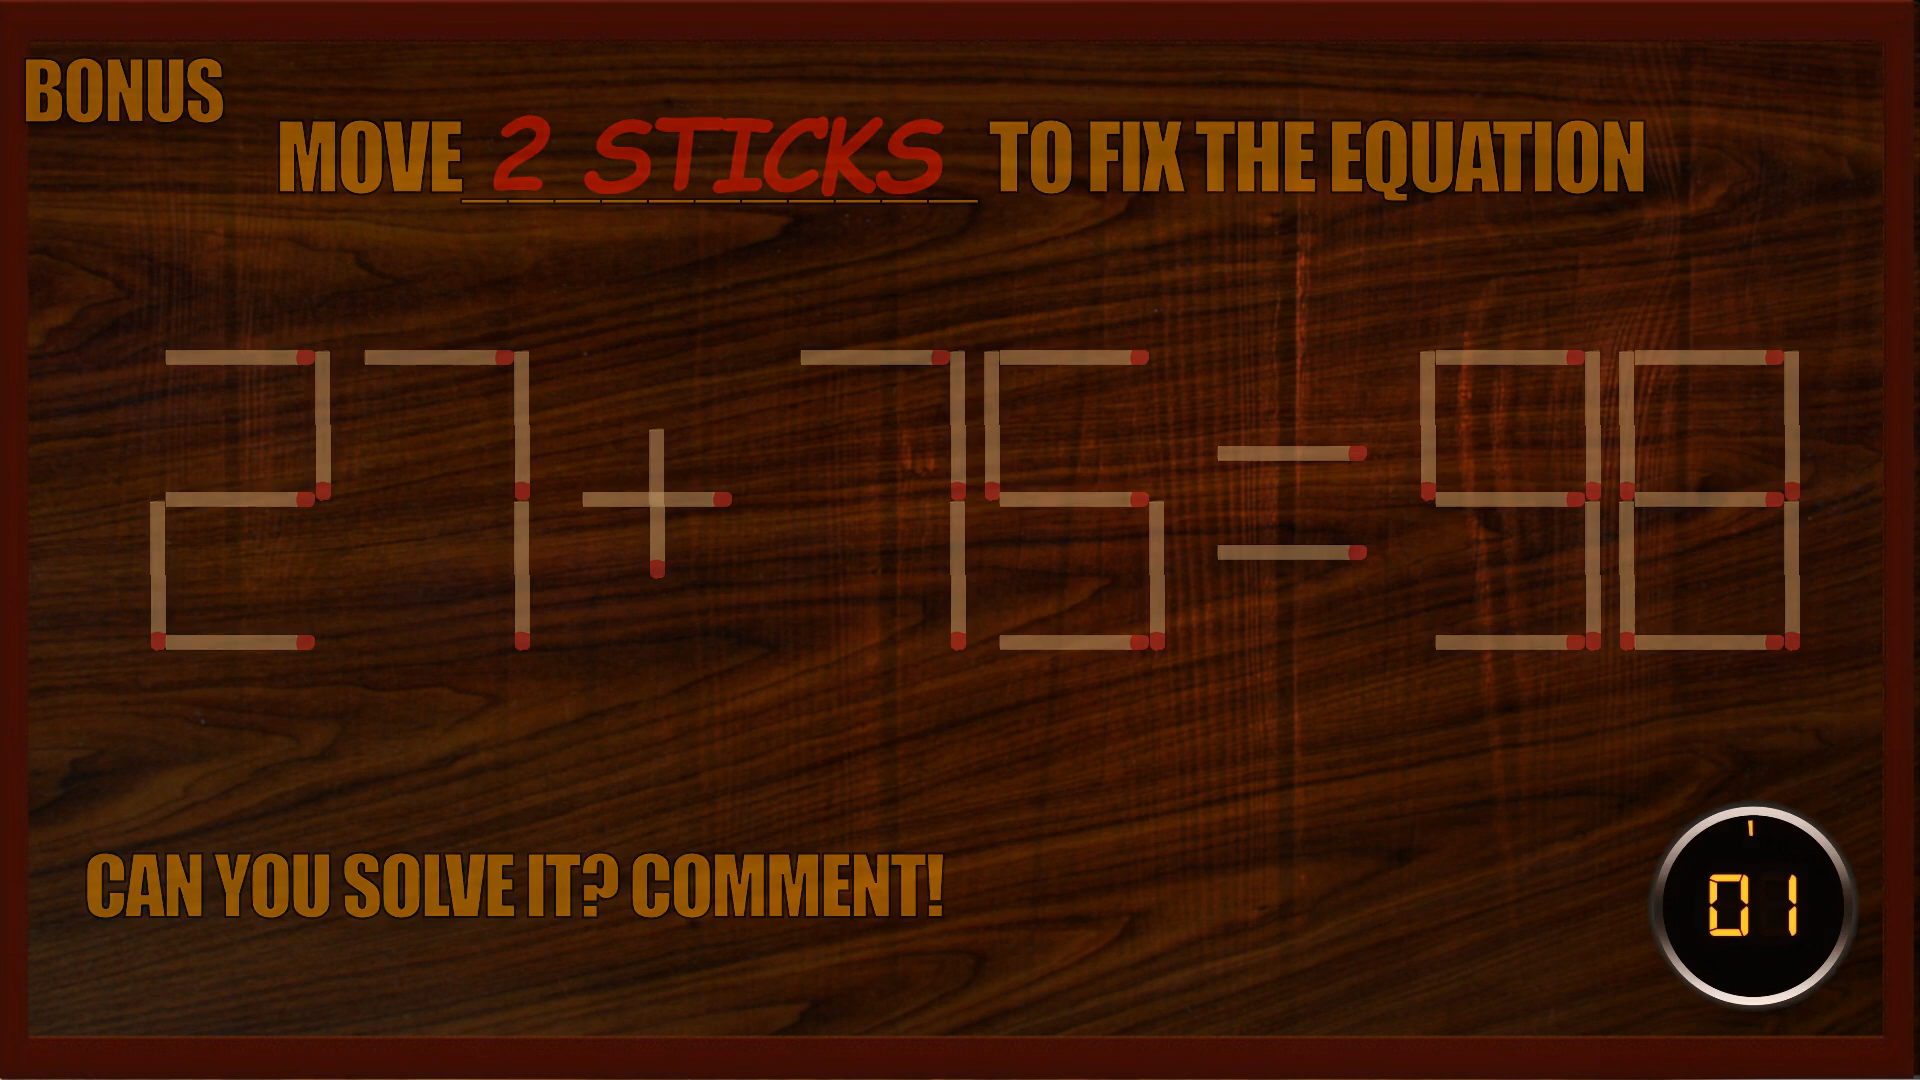 BONUS
MOVE 2 STICKS TO FIX THE EQUATION
27+75=98
CAN YOU SOLVE IT? COMMENT!
01